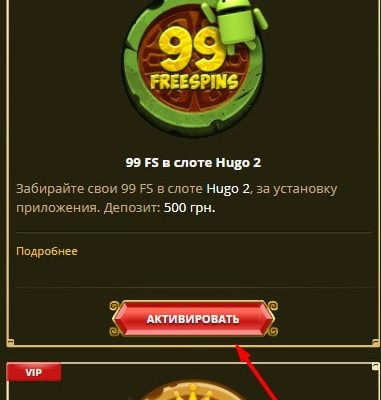 99
FREESPINS
99 FS в слоте Hugo 2
Забирайте свои 99 FS в слоте Hugo 2, за установку
приложения. Депозит: 500 грн.
Подробнее
АКТИВИРОВАТЬ
VIP